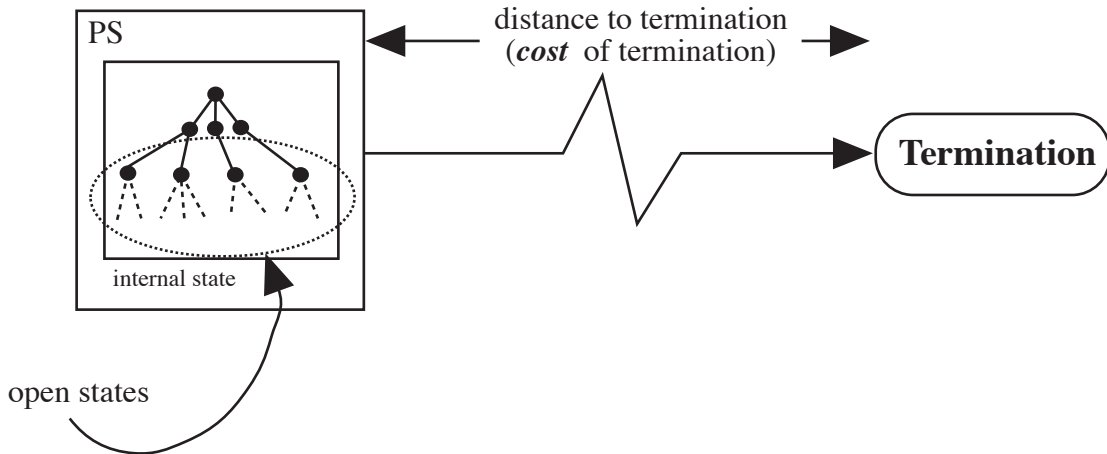 PS
distance to termination
(cost of termination)
Termination
internal state
open states